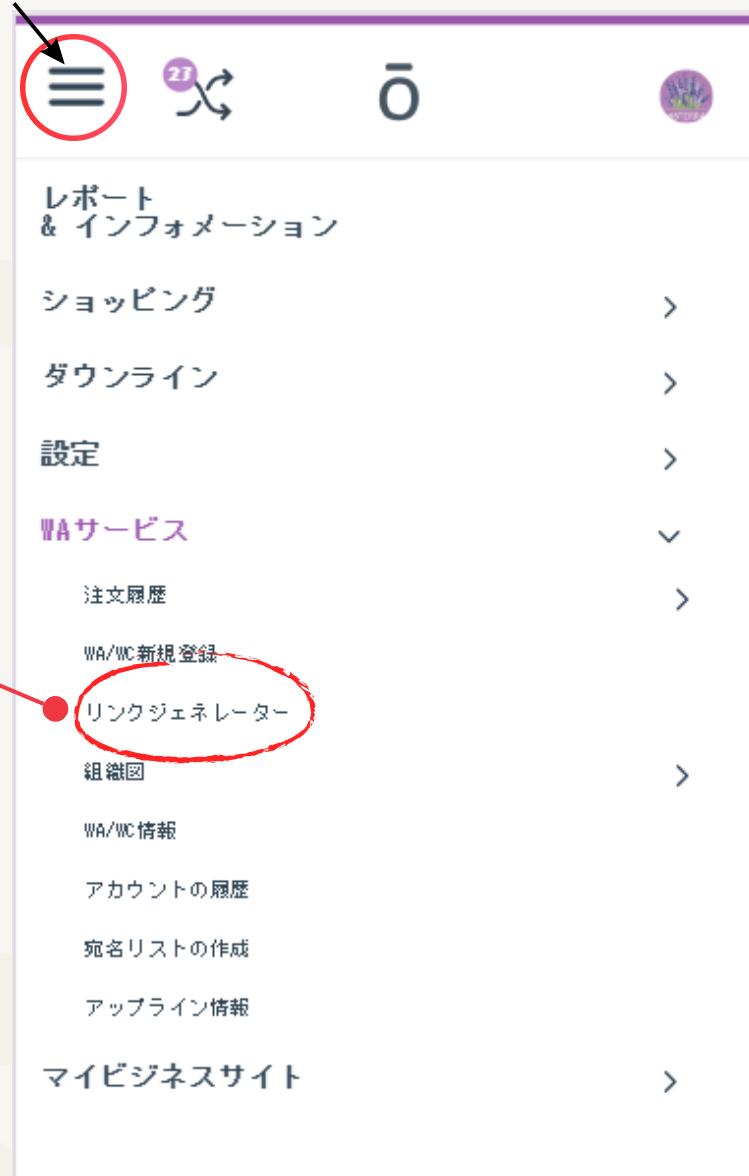 27
ō
レポート
& インフォメーション
ショッピング
ダウンライン
設定
WAサービス
注文履歴
WA/WC新規登録
リンクジェネレーター
組織図
WA/WC情報
アカウントの履歴
宛名リストの作成
アップライン情報
マイビジネスサイト